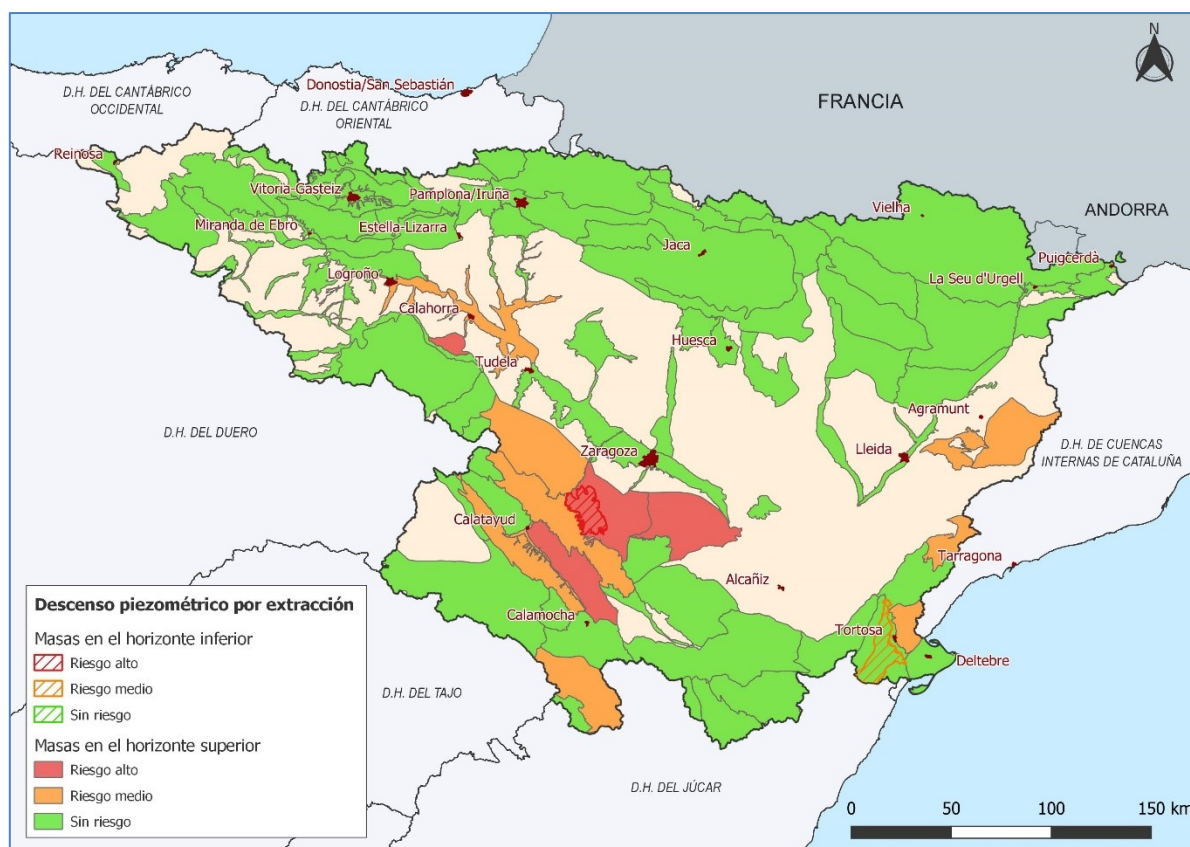 N
Donostia/San Sebastián
D.H. DEL CANTÁBRICO
OCCIDENTAL
D.H. DEL CANTÁBRICO
ORIENTAL
FRANCIA
Reinosa
Vitoria-Gasteiz
Pamplona/Iruña
Vielha
ANDORRA
Miranda de Ebro
Estella-Lizarra
Jaca
Puigcerdà
Logroño
La Seu d'Urgell
Calahorra
Huesca
Tudela
Agramunt
D.H. DEL DUERO
Zaragoza
Lleida
D.H. DE CUENCAS
INTERNAS DE CATALUÑA
Calatayud
Tarragona
Alcañiz
Calamocha
Tortosa
Deltebre
D.H. DEL TAJO
D.H. DEL JÚCAR
Descenso piezométrico por extracción
Masas en el horizonte inferior
Riesgo alto
Riesgo medio
Sin riesgo
Masas en el horizonte superior
Riesgo alto
Riesgo medio
Sin riesgo
0 50 100 150 km